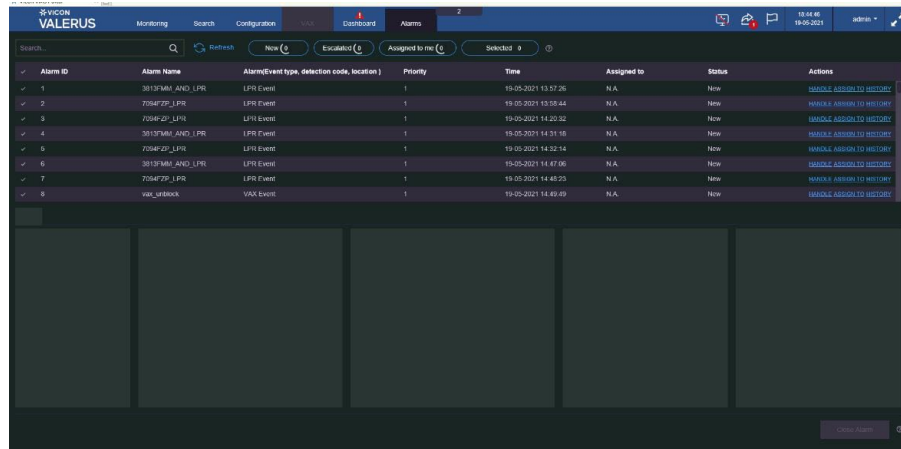 VICON
VALERUS
Monitoring Search Configuration VAX Dashboard Alarms 2
18:44:46
19-05-2021
admin
Search... Refresh New ( 0 Escalated ( 0 Assigned to me ( 0 Selected 0
Alarm ID Alarm Name Alarm(Event type, detection code, location ) Priority Time Assigned to Status Actions
1 3813FMM_AND_LPR LPR Event 1 19-05-2021 13:57:26 N.A. New HANDLE ASSIGN TO HISTORY
2 7094FZP_LPR LPR Event 1 19-05-2021 13:58:44 N.A. New HANDLE ASSIGN TO HISTORY
3 7094FZP_LPR LPR Event 1 19-05-2021 14:20:32 N.A. New HANDLE ASSIGN TO HISTORY
4 3813FMM_AND_LPR LPR Event 1 19-05-2021 14:31:18 N.A. New HANDLE ASSIGN TO HISTORY
5 7094FZP_LPR LPR Event 1 19-05-2021 14:32:14 N.A. New HANDLE ASSIGN TO HISTORY
6 3813FMM_AND_LPR LPR Event 1 19-05-2021 14:47:06 N.A. New HANDLE ASSIGN TO HISTORY
7 7094FZP_LPR LPR Event 1 19-05-2021 14:48:23 N.A. New HANDLE ASSIGN TO HISTORY
8 vax_unblock VAX Event 1 19-05-2021 14:49:49 N.A. New HANDLE ASSIGN TO HISTORY
Close Alarm